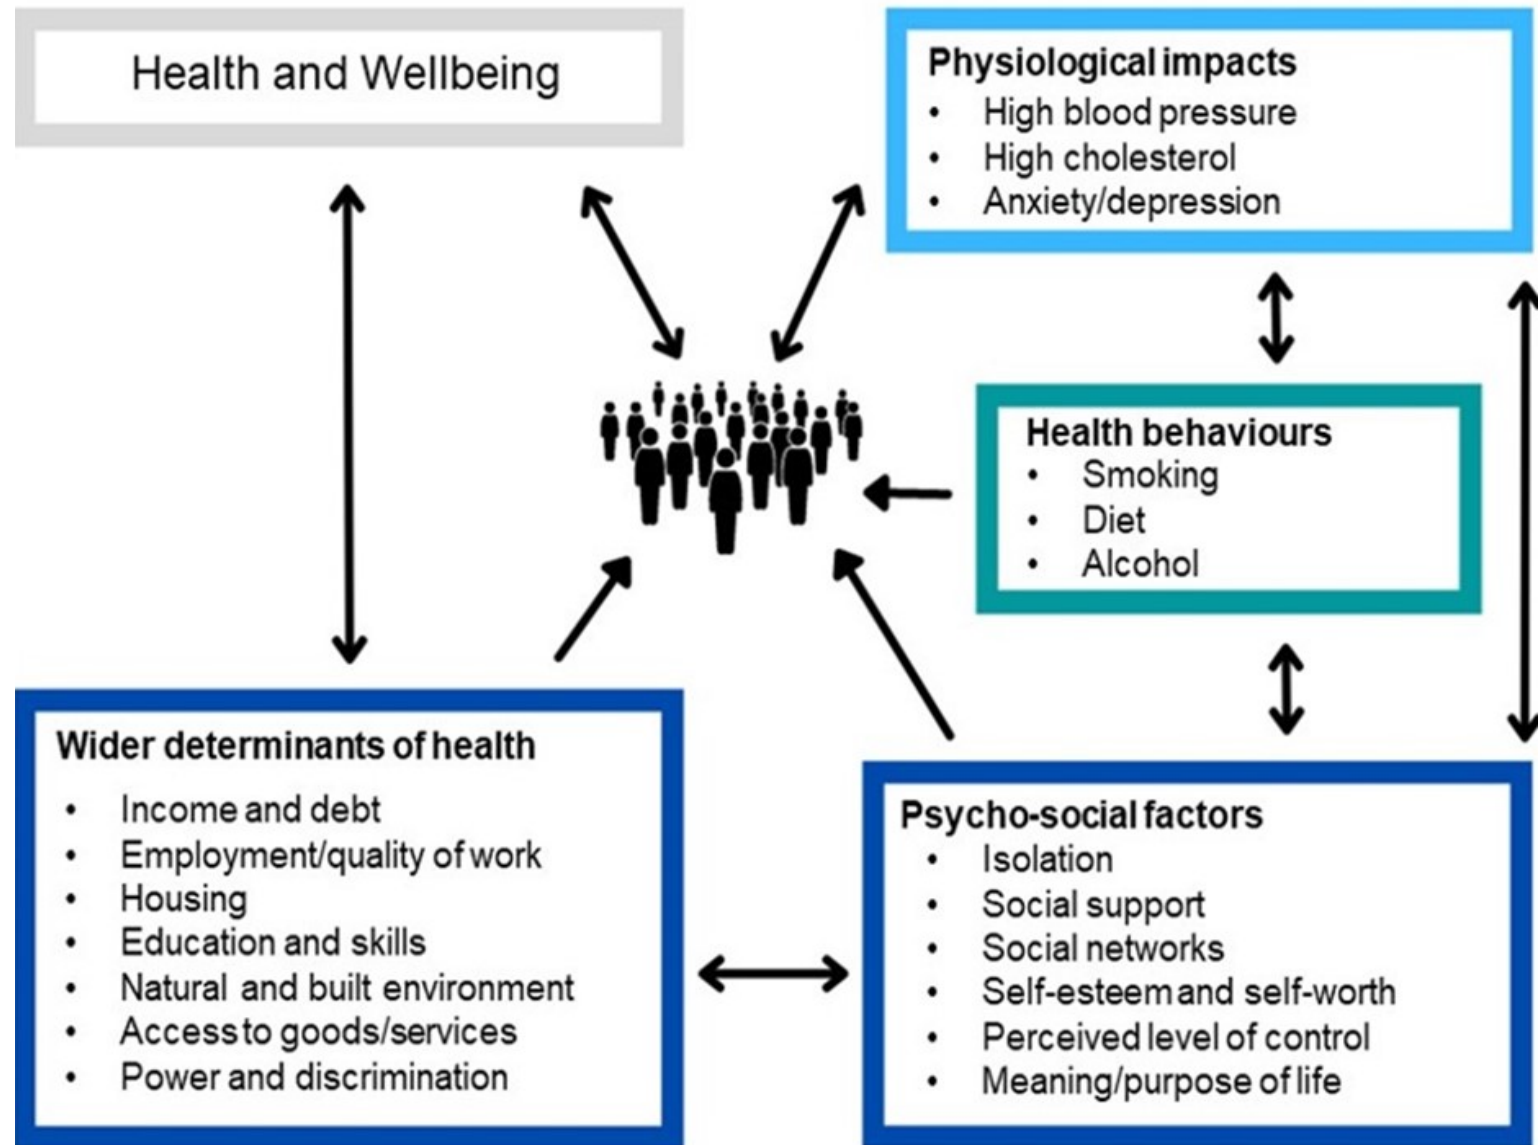 Health and Wellbeing
Physiological impacts
• High blood pressure
• High cholesterol
• Anxiety/depression
Health behaviours
• Smoking
• Diet
• Alcohol
Wider determinants of health
• Income and debt
• Employment/quality of work
• Housing
• Education and skills
• Natural and built environment
• Access to goods/services
• Power and discrimination
Psycho-social factors
• Isolation
• Social support
• Social networks
• Self-esteem and self-worth
• Perceived level of control
• Meaning/purpose of life